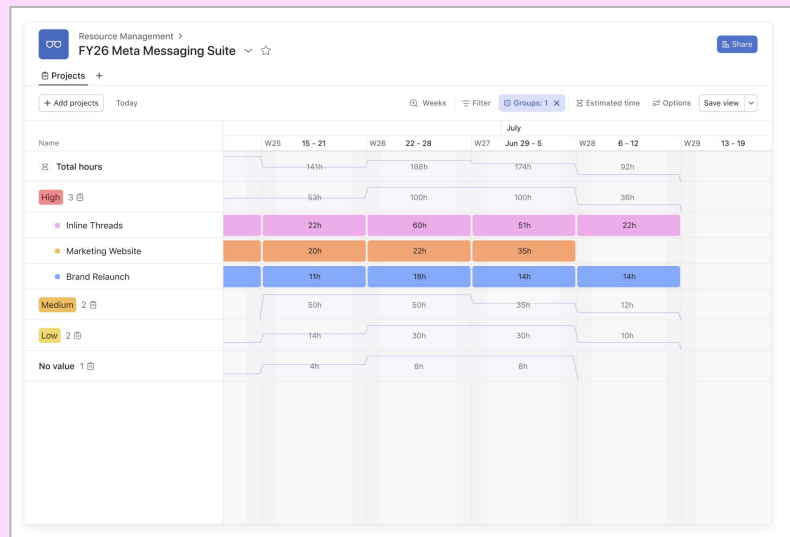 Resource Management >
FY26 Meta Messaging Suite
Share
Projects +
+ Add projects Today Weeks Filter Groups: 1 X Estimated time Options Save view
July
Name W25 15 - 21 W26 22 - 28 W27 Jun 29 - 5 W28 6 - 12 W29 13 - 19
Total hours 141h 188h 174h 92h
High 3 53h 100h 100h 36h
Inline Threads 22h 60h 51h 22h
Marketing Website 20h 22h 35h
Brand Relaunch 11h 18h 14h 14h
Medium 2 50h 50h 35h 12h
Low 2 14h 30h 30h 10h
No value 1 4h 8h 8h